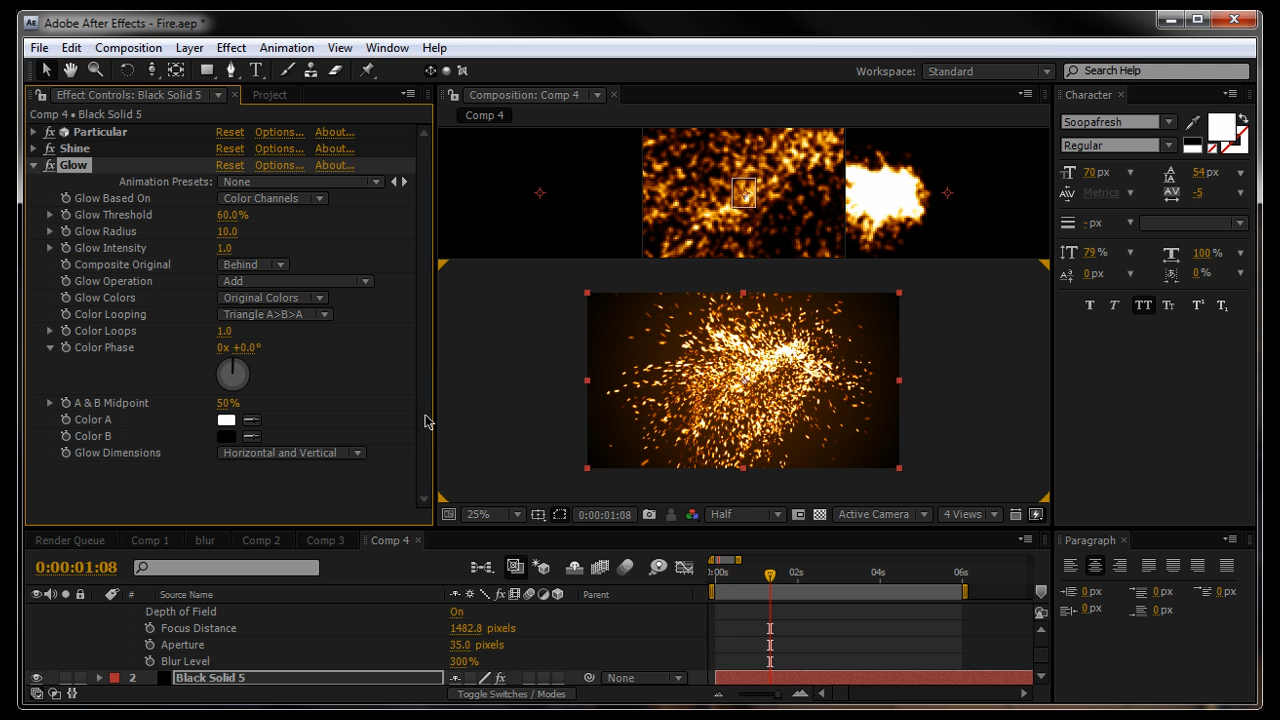 Ae Adobe After Effects - Fire.aep *
File Edit Composition Layer Effect Animation View Window Help
Workspace: Standard Search Help
Effect Controls: Black Solid 5 Project
Composition: Comp 4
Character
Comp 4 • Black Solid 5
Comp 4
fx Particular Reset Options... About...
fx Shine Reset Options... About...
fx Glow Reset Options... About...
Animation Presets: None
Glow Based On Color Channels
Glow Threshold 60.0%
Glow Radius 10.0
Glow Intensity 1.0
Composite Original Behind
Glow Operation Add
Glow Colors Original Colors
Color Looping Triangle A>B>A
Color Loops 1.0
Color Phase 0x +0.0°
A & B Midpoint 50%
Color A
Color B
Glow Dimensions Horizontal and Vertical
25% 0:00:01:08 Half Active Camera 4 Views
Soopafresh
Regular
70 px 54 px
Metrics -5
- px
79% 100%
0 px 0%
T T TT Tt T¹ T₁
Render Queue Comp 1 blur Comp 2 Comp 3 Comp 4
Paragraph
0:00:01:08
:00s 02s 04s 06s
# Source Name Parent
0 px 0 px 0 px
0 px 0 px
Depth of Field On
Focus Distance 1482.8 pixels
Aperture 35.0 pixels
Blur Level 300%
2 Black Solid 5 fx None
Toggle Switches / Modes